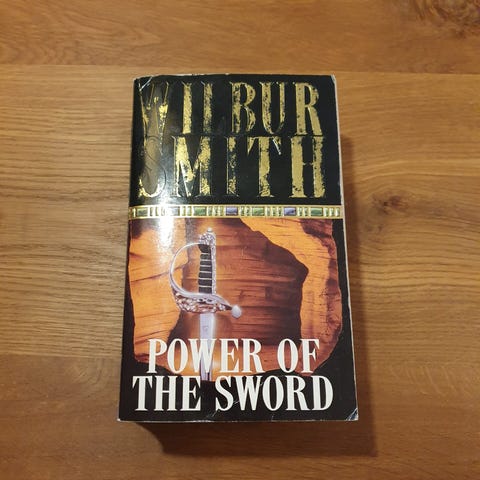 WILBUR
SMITH
POWER OF
THE SWORD